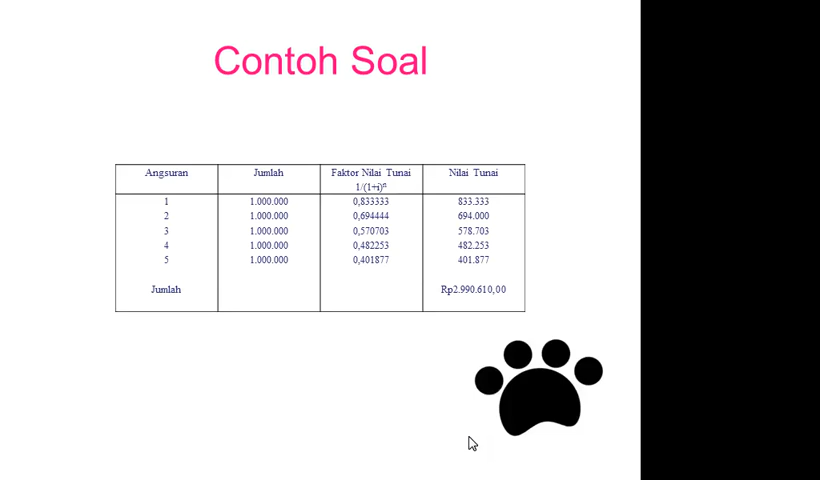 Contoh Soal
Angsuran Jumlah Faktor Nilai Tunai Nilai Tunai
1/(1+i)ⁿ
1 1.000.000 0,833333 833.333
2 1.000.000 0,694444 694.000
3 1.000.000 0,570703 578.703
4 1.000.000 0,482253 482.253
5 1.000.000 0,401877 401.877
Jumlah Rp2.990.610,00